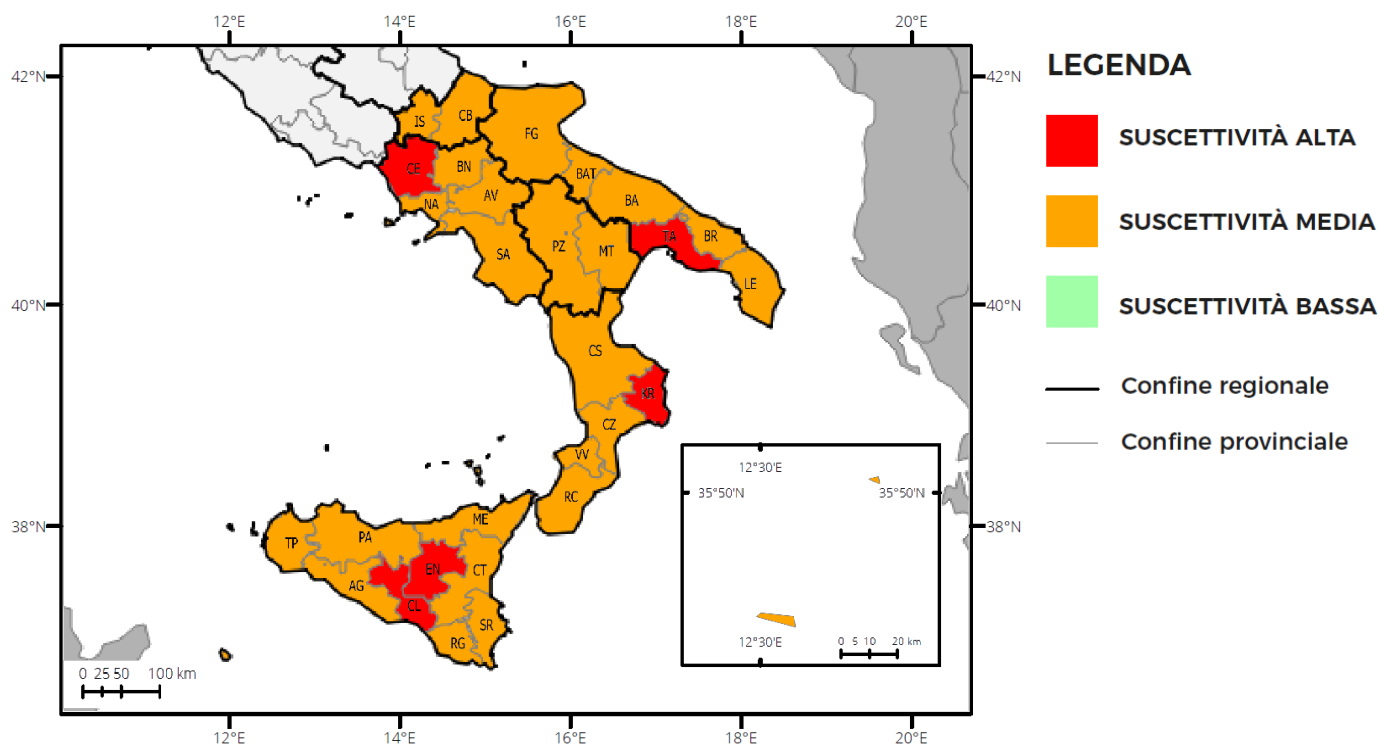 12°E 14°E 16°E 18°E 20°E
42°N 42°N
40°N 40°N
38°N 38°N
IS CB FG
CE BN BAT
NA AV BA
SA PZ MT TA BR
LE
CS
KR
CZ
VV
RC
ME
TP PA
AG EN CT
CL
SR
RG
12°30'E
35°50'N 35°50'N
12°30'E
0 5 10 20 km
0 25 50 100 km
12°E 14°E 16°E 18°E 20°E
LEGENDA
SUSCETTIVITÀ ALTA
SUSCETTIVITÀ MEDIA
SUSCETTIVITÀ BASSA
Confine regionale
Confine provinciale